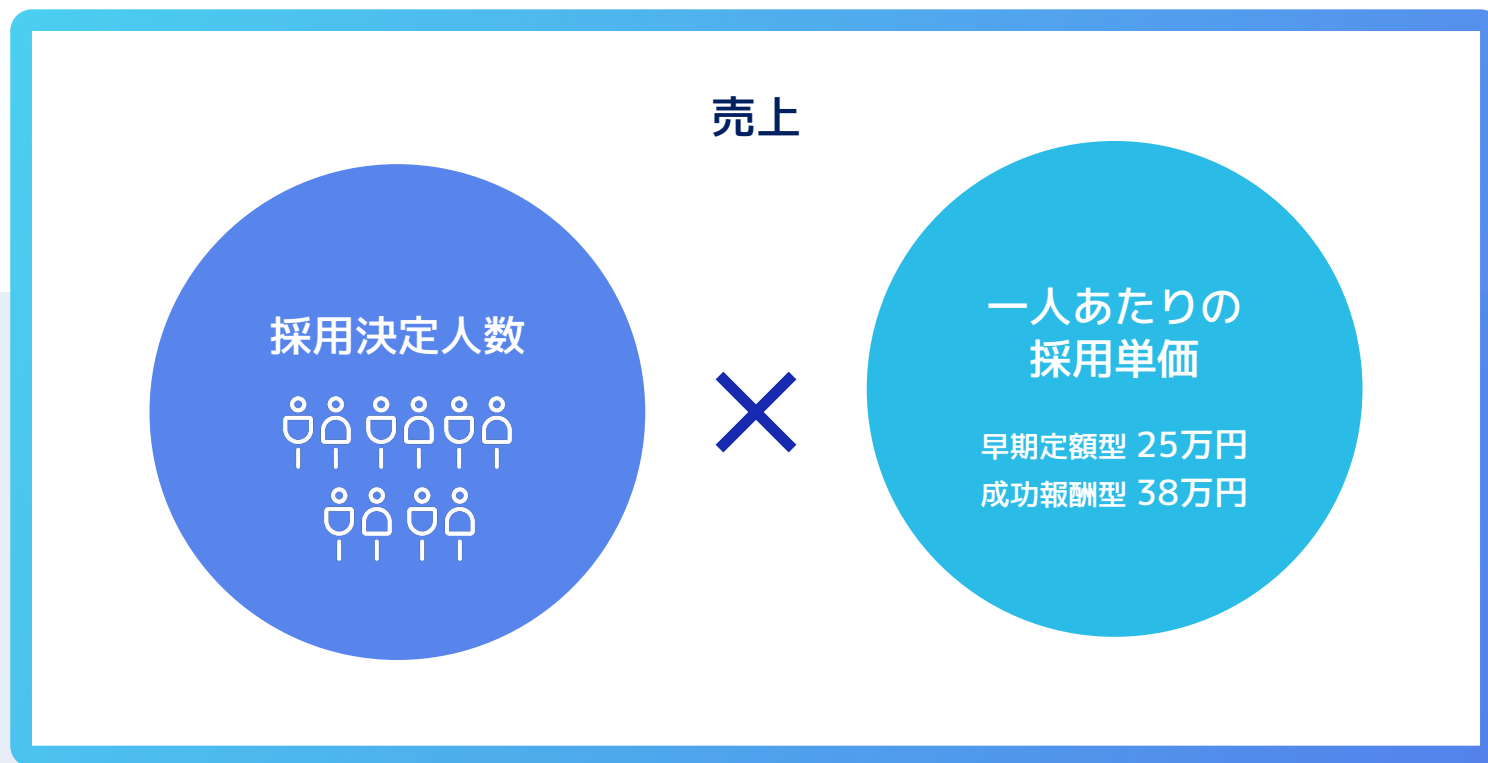 売上
採用決定人数
×
一人あたりの
採用単価
早期定額型 25万円
成功報酬型 38万円